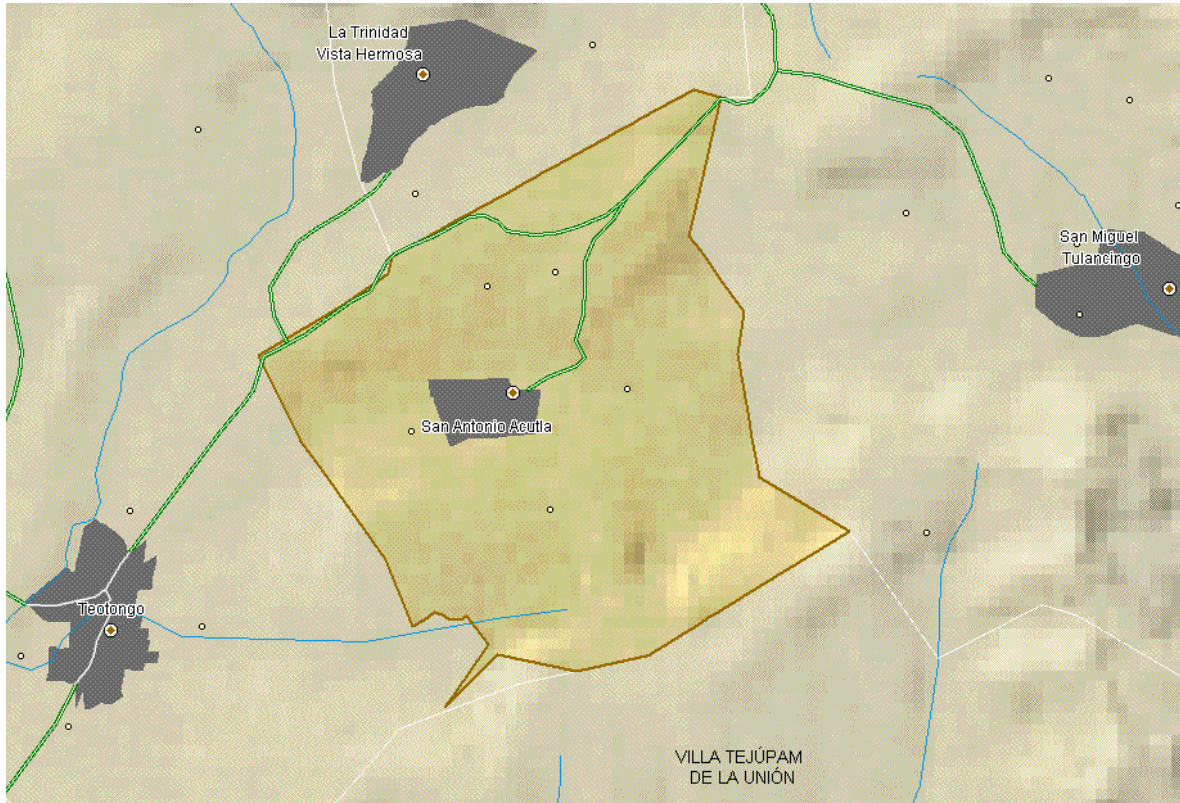 La Trinidad
Vista Hermosa
San Miguel
Tulancingo
San Antonio Acutla
Teotongo
VILLA TEJÚPAM
DE LA UNIÓN